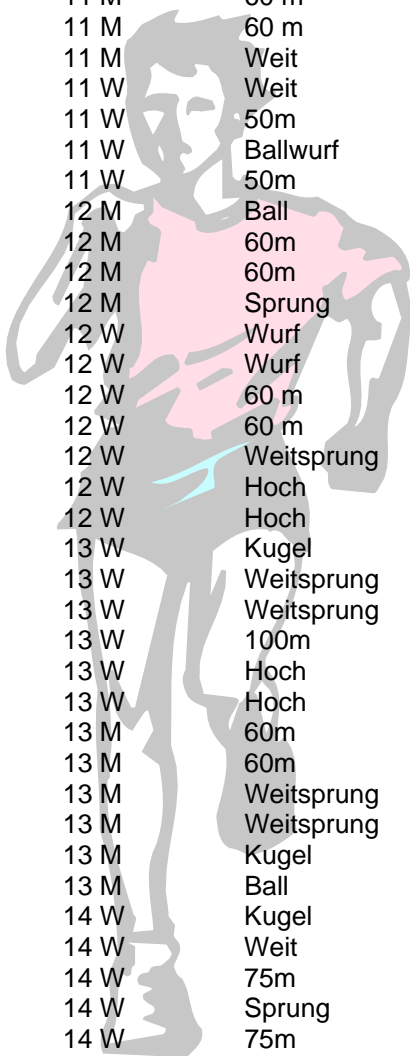 11 M 60 m
11 M 60 m
11 M Weit
11 W Weit
11 W 50m
11 W Ballwurf
11 W 50m
12 M Ball
12 M 60m
12 M 60m
12 M Sprung
12 W Wurf
12 W Wurf
12 W 60 m
12 W 60 m
12 W Weitsprung
12 W Hoch
12 W Hoch
13 W Kugel
13 W Weitsprung
13 W Weitsprung
13 W 100m
13 W Hoch
13 W Hoch
13 M 60m
13 M 60m
13 M Weitsprung
13 M Weitsprung
13 M Kugel
13 M Ball
14 W Kugel
14 W Weit
14 W 75m
14 W Sprung
14 W 75m